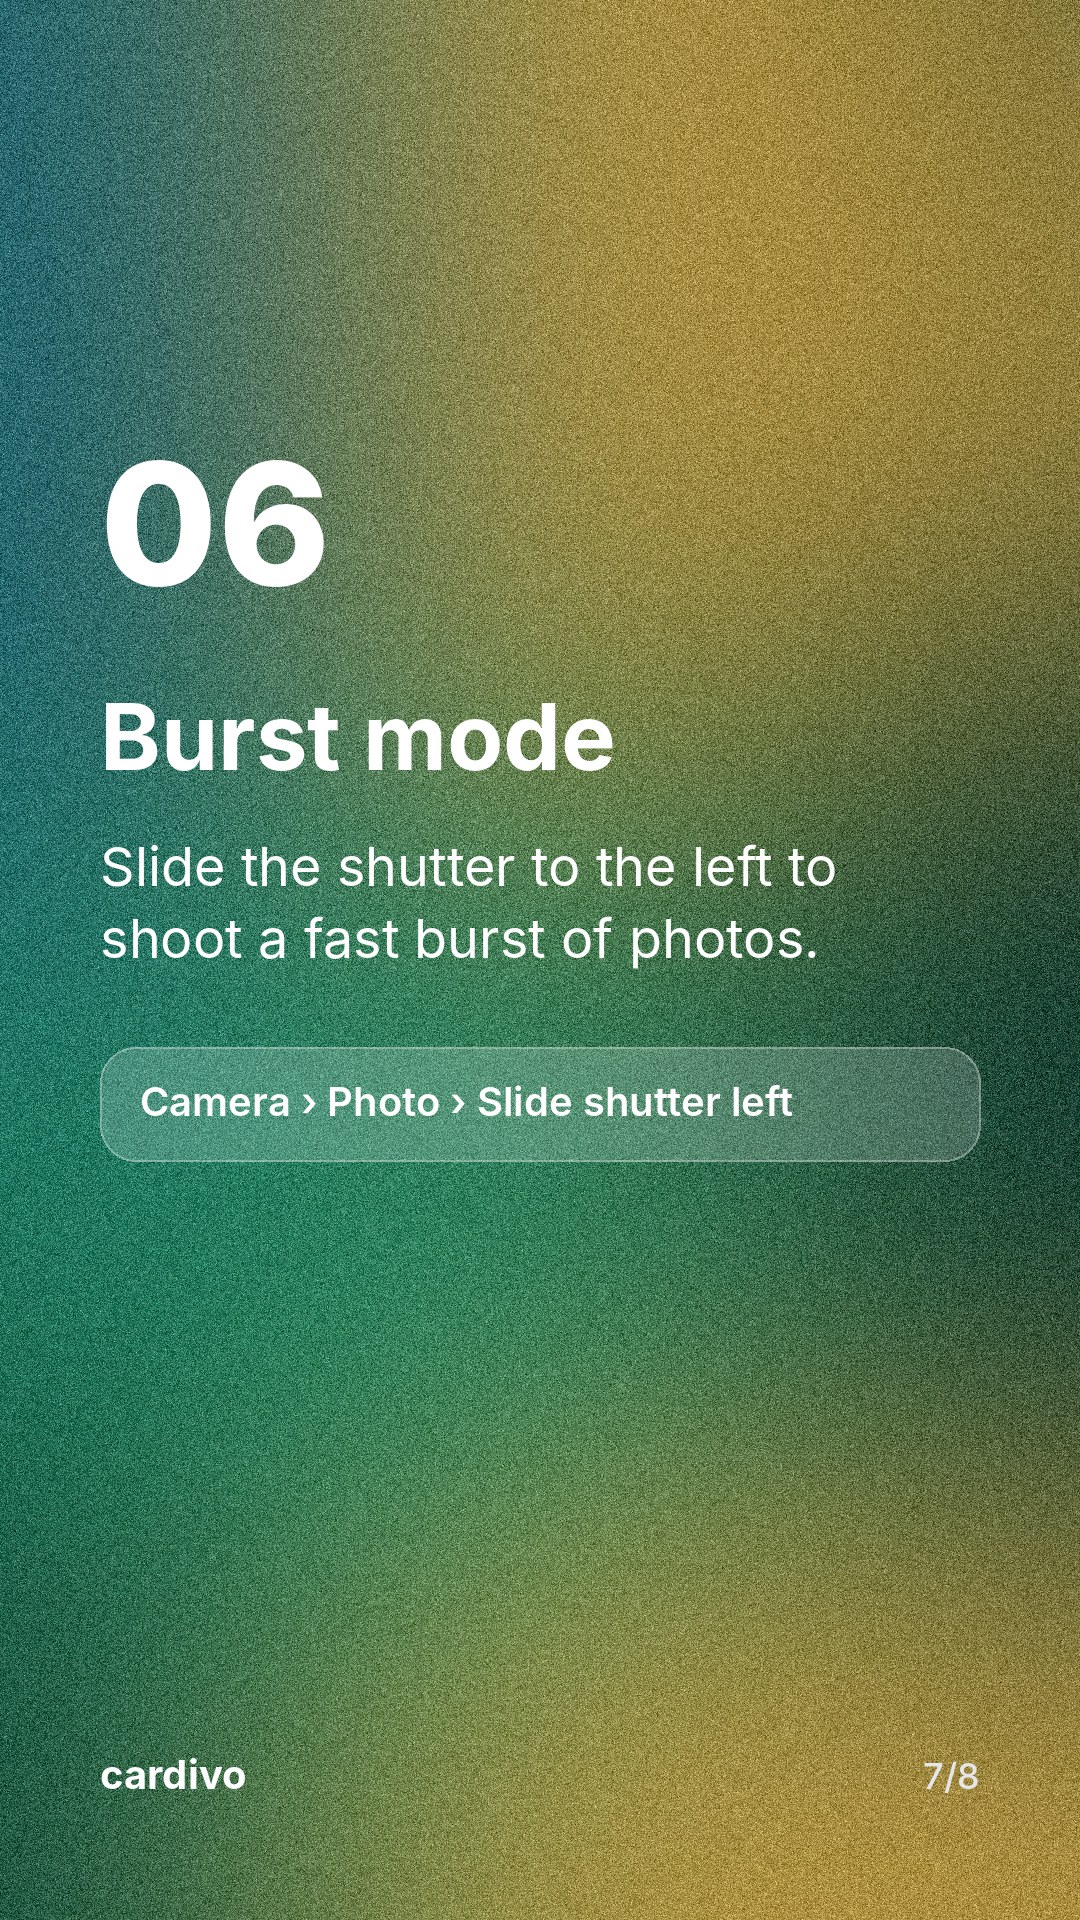 06
Burst mode
Slide the shutter to the left to
shoot a fast burst of photos.
Camera › Photo › Slide shutter left
cardivo
7/8